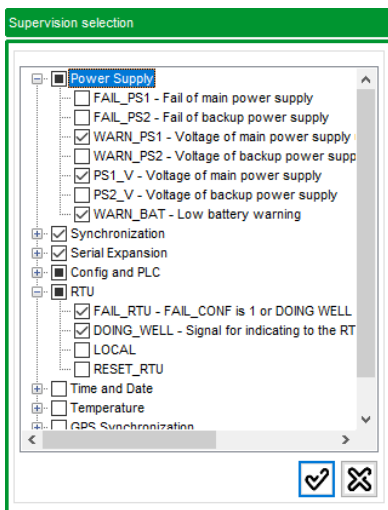 Supervision selection
Power Supply
FAIL_PS1 - Fail of main power supply
FAIL_PS2 - Fail of backup power supply
WARN_PS1 - Voltage of main power supply
WARN_PS2 - Voltage of backup power supp
PS1_V - Voltage of main power supply
PS2_V - Voltage of backup power supply
WARN_BAT - Low battery warning
Synchronization
Serial Expansion
Config and PLC
RTU
FAIL_RTU - FAIL_CONF is 1 or DOING WELL
DOING_WELL - Signal for indicating to the RT
LOCAL
RESET_RTU
Time and Date
Temperature
GPS Synchronization